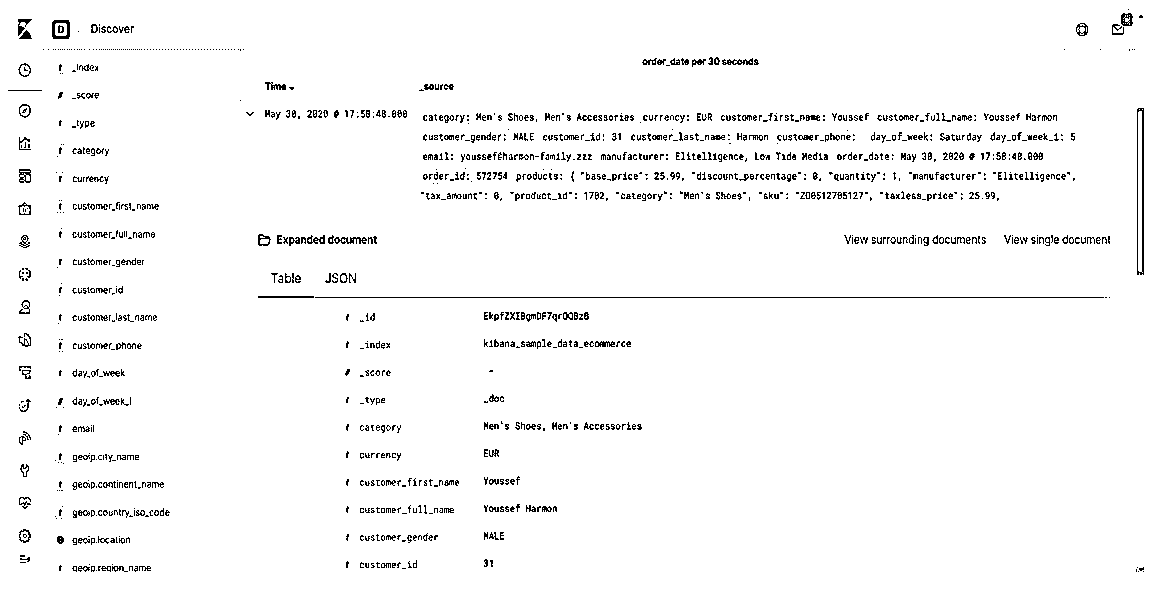 D Discover
order_date per 30 seconds
t _index
# _score
t _type
t category
t currency
t customer_first_name
t customer_full_name
t customer_gender
t customer_id
t customer_last_name
t customer_phone
t day_of_week
# day_of_week_i
t email
t geoip.city_name
t geoip.continent_name
t geoip.country_iso_code
geoip.location
t geoip.region_name
Time _source
May 30, 2020 @ 17:58:48.000
category: Men's Shoes, Men's Accessories currency: EUR customer_first_name: Youssef customer_full_name: Youssef Harmon
customer_gender: MALE customer_id: 31 customer_last_name: Harmon customer_phone: day_of_week: Saturday day_of_week_i: 5
email: youssef@harmon-family.zzz manufacturer: Elitelligence, Low Tide Media order_date: May 30, 2020 @ 17:58:48.000
order_id: 572754 products: { "base_price": 25.99, "discount_percentage": 0, "quantity": 1, "manufacturer": "Elitelligence",
"tax_amount": 0, "product_id": 1702, "category": "Men's Shoes", "sku": "ZO0512705127", "taxless_price": 25.99,
Expanded document View surrounding documents View single document
Table JSON
t _id
t _index kibana_sample_data_ecommerce
# _score -
t _type _doc
t category Men's Shoes, Men's Accessories
t currency EUR
t customer_first_name Youssef
t customer_full_name Youssef Harmon
t customer_gender MALE
t customer_id 31